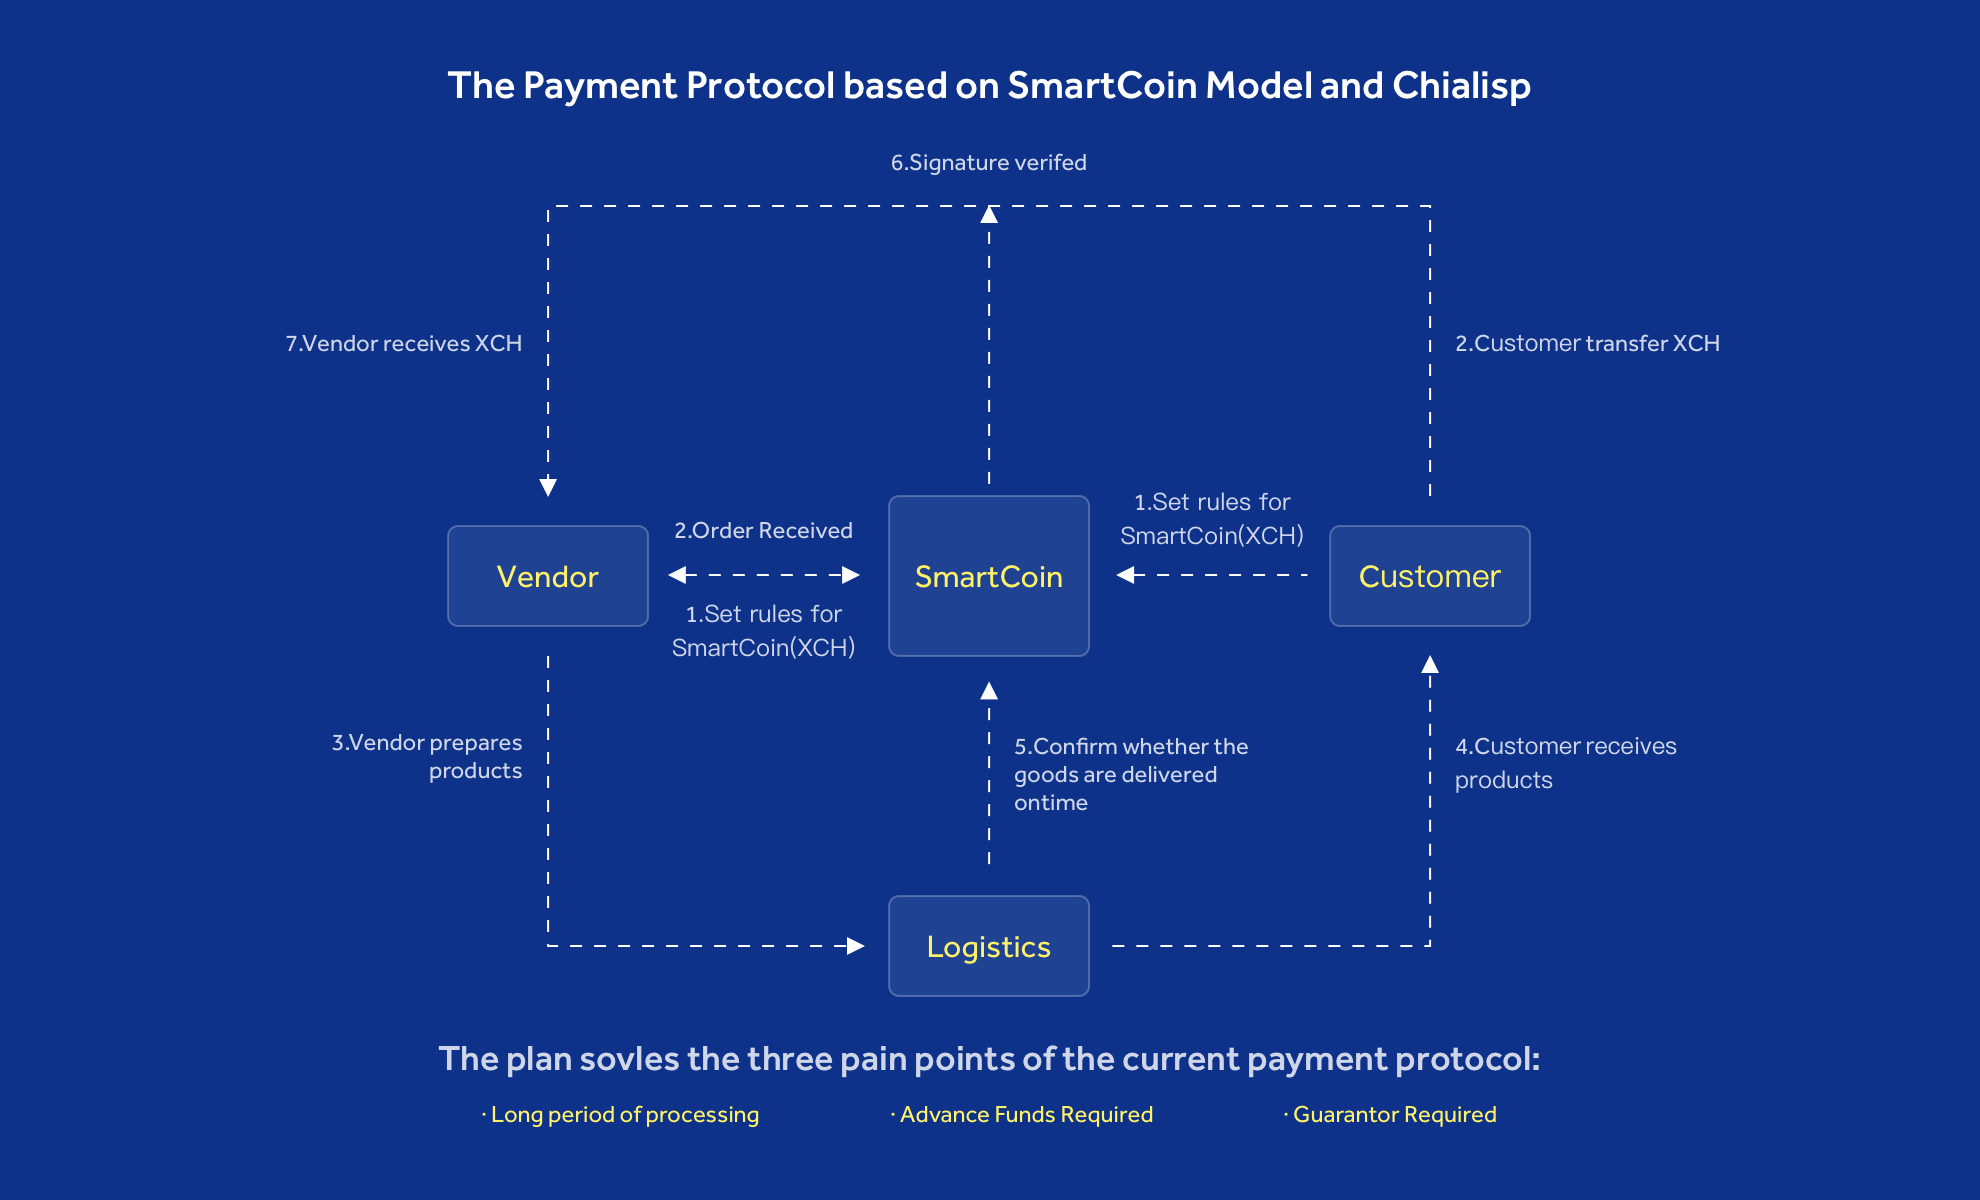 The Payment Protocol based on SmartCoin Model and Chialisp
6.Signature verifed
7.Vendor receives XCH
2.Customer transfer XCH
2.Order Received
1.Set rules for
SmartCoin(XCH)
Vendor
SmartCoin
Customer
1.Set rules for
SmartCoin(XCH)
3.Vendor prepares
products
5.Confirm whether the
goods are delivered
ontime
4.Customer receives
products
Logistics
The plan sovles the three pain points of the current payment protocol:
· Long period of processing
· Advance Funds Required
· Guarantor Required